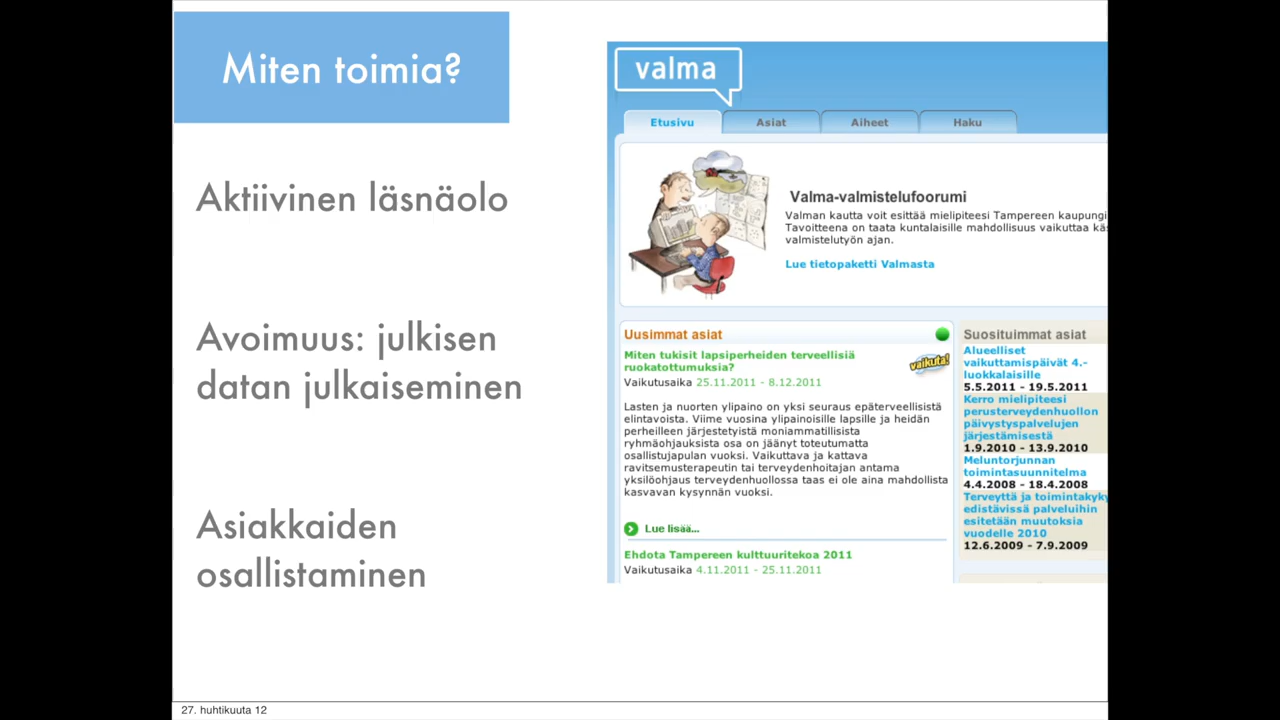 Miten toimia?
Aktiivinen läsnäolo
Avoimuus: julkisen
datan julkaiseminen
Asiakkaiden
osallistaminen
valma
Etusivu
Asiat
Aiheet
Haku
Valma-valmistelufoorumi
Valman kautta voit esittää mielipiteesi Tampereen kaupungi
Tavoitteena on taata kuntalaisille mahdollisuus vaikuttaa käs
valmistelutyön ajan.
Lue tietopaketti Valmasta
Uusimmat asiat
Miten tukisit lapsiperheiden terveellisiä
ruokatottumuksia?
vaikuta!
Vaikutusaika 25.11.2011 - 8.12.2011
Lasten ja nuorten ylipaino on yksi seuraus epäterveellisistä
elintavoista. Viime vuosina ylipainoisille lapsille ja heidän
perheilleen järjestetyistä moniammatillisista
ryhmäohjauksista osa on jäänyt toteutumatta
osallistujapulan vuoksi. Vaikuttava ja kattava
ravitsemusterapeutin tai terveydenhoitajan antama
yksilöohjaus terveydenhuollossa taas ei ole aina mahdollista
kasvavan kysynnän vuoksi.
Lue lisää...
Ehdota Tampereen kulttuuritekoa 2011
Vaikutusaika 4.11.2011 - 25.11.2011
Suosituimmat asiat
Alueelliset
vaikuttamispäivät 4.-
luokkalaisille
5.5.2011 - 19.5.2011
Kerro mielipiteesi
perusterveydenhuollon
päivystyspalvelujen
järjestämisestä
1.9.2010 - 13.9.2010
Meluntorjunnan
toimintasuunnitelma
4.4.2008 - 18.4.2008
Terveyttä ja toimintakyky
edistävissä palveluihin
esitetään muutoksia
vuodelle 2010
12.6.2009 - 7.9.2009
27. huhtikuuta 12